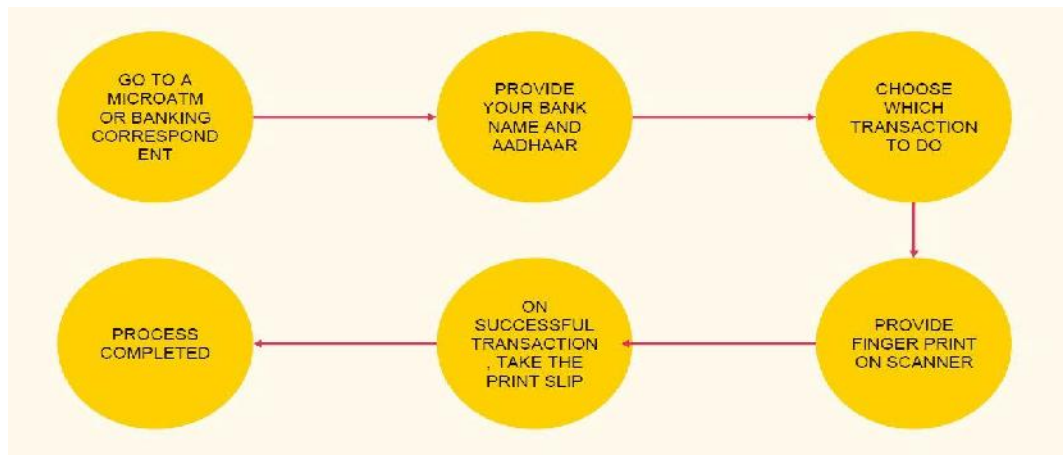 GO TO A
MICROATM
OR BANKING
CORRESPOND
ENT
PROVIDE
YOUR BANK
NAME AND
AADHAAR
CHOOSE
WHICH
TRANSACTION
TO DO
PROVIDE
FINGER PRINT
ON SCANNER
ON
SUCCESSFUL
TRANSACTION
, TAKE THE
PRINT SLIP
PROCESS
COMPLETED